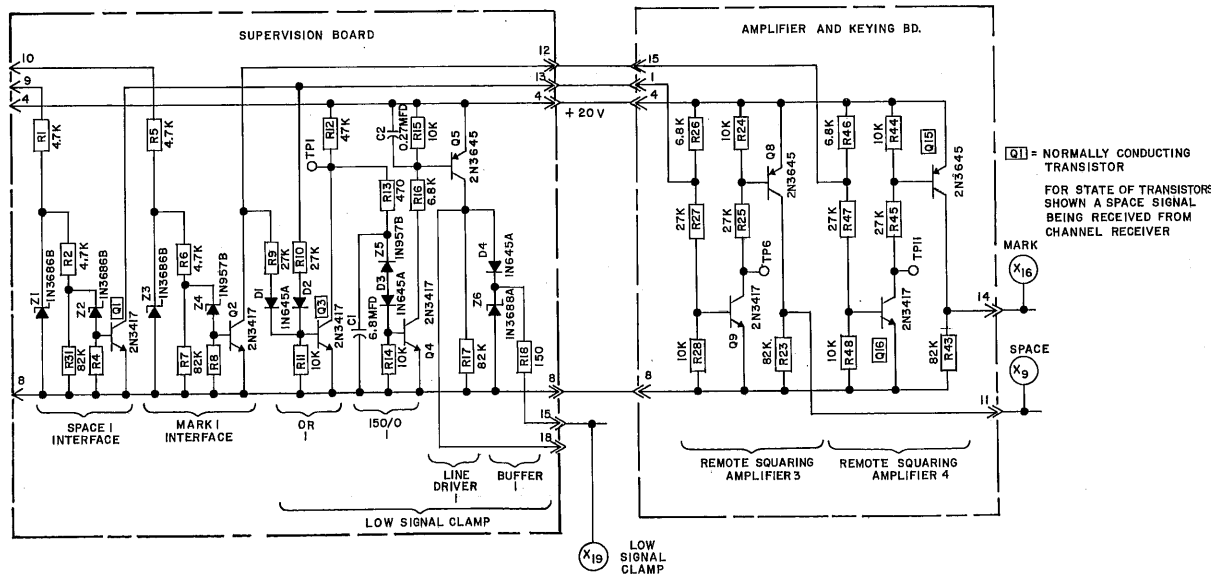 SUPERVISION BOARD
AMPLIFIER AND KEYING BD.
10
9
4
8
12
13
4
+20V
15
1
4
R1
4.7K
R5
4.7K
R12
47K
TP1
C2
0.27MFD
R15
10K
Q5
2N3645
R13
470
R16
6.8K
R2
4.7K
Z1
1N3686B
Z2
1N3686B
Q1
2N3417
R31
82K
R4
Z3
1N3686B
R6
4.7K
Z4
1N957B
Q2
2N3417
R7
82K
R8
R9
27K
R10
27K
D1
1N645A
D2
Q3
2N3417
R11
10K
C1
6.8MFD
Z5
1N957B
D3
1N645A
R14
10K
2N3417
Q4
R17
82K
D4
1N645A
Z6
1N3688A
R18
150
8
15
18
SPACE 1
INTERFACE
MARK 1
INTERFACE
OR
1
150/0
1
LINE
DRIVER
1
BUFFER
1
LOW SIGNAL CLAMP
X19
LOW
SIGNAL
CLAMP
R26
6.8K
R24
10K
Q8
2N3645
R27
27K
R25
27K
TP6
R28
10K
2N3417
Q9
R23
82K
R46
6.8K
R44
10K
Q15
2N3645
R47
27K
R45
27K
TP11
R48
10K
2N3417
Q16
R43
82K
8
14
11
REMOTE SQUARING
AMPLIFIER 3
REMOTE SQUARING
AMPLIFIER 4
Q1 = NORMALLY CONDUCTING
TRANSISTOR
FOR STATE OF TRANSISTORS
SHOWN A SPACE SIGNAL
BEING RECEIVED FROM
CHANNEL RECEIVER
MARK
X16
SPACE
X9